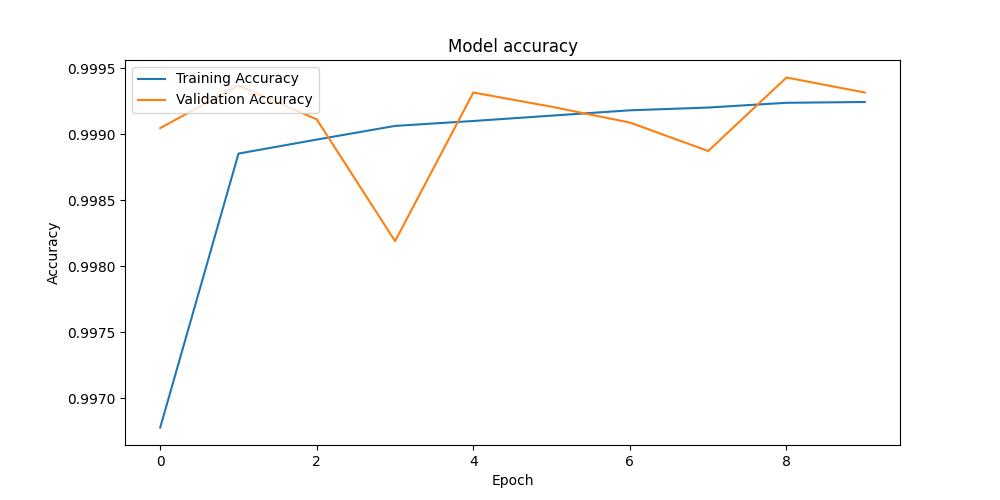 Model accuracy
Training Accuracy
Validation Accuracy
0.9995
0.9990
0.9985
0.9980
0.9975
0.9970
Accuracy
0 2 4 6 8
Epoch